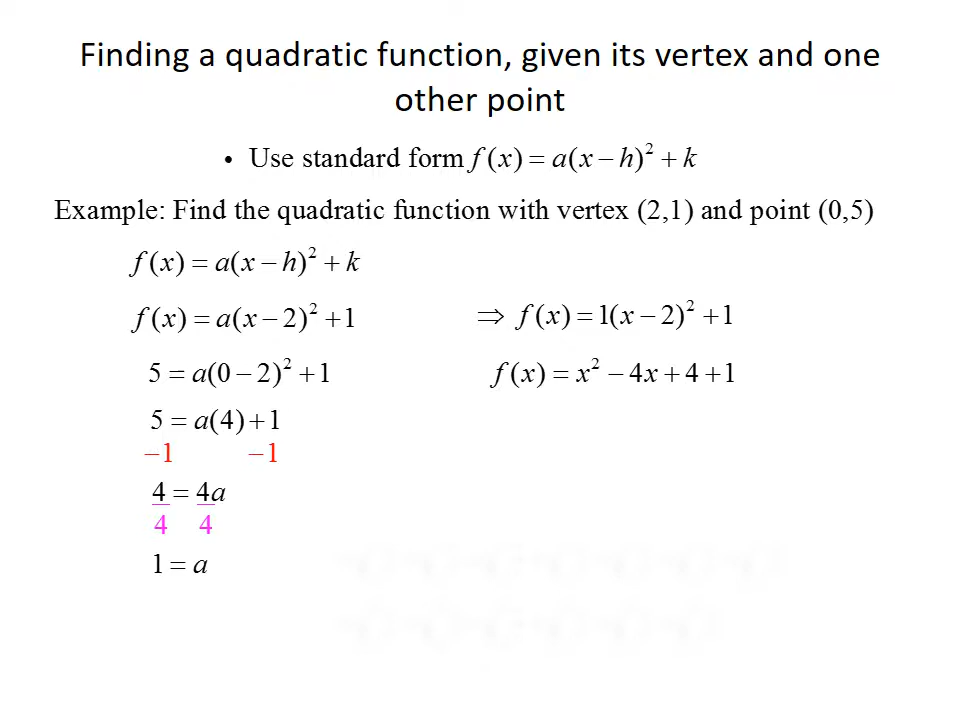 Finding a quadratic function, given its vertex and one
other point
• Use standard form f(x) = a(x − h)² + k
Example: Find the quadratic function with vertex (2,1) and point (0,5)
f(x) = a(x − h)² + k
f(x) = a(x − 2)² + 1
5 = a(0 − 2)² + 1
5 = a(4) + 1
−1 −1
4 = 4a
4 4
1 = a
⇒ f(x) = 1(x − 2)² + 1
f(x) = x² − 4x + 4 + 1